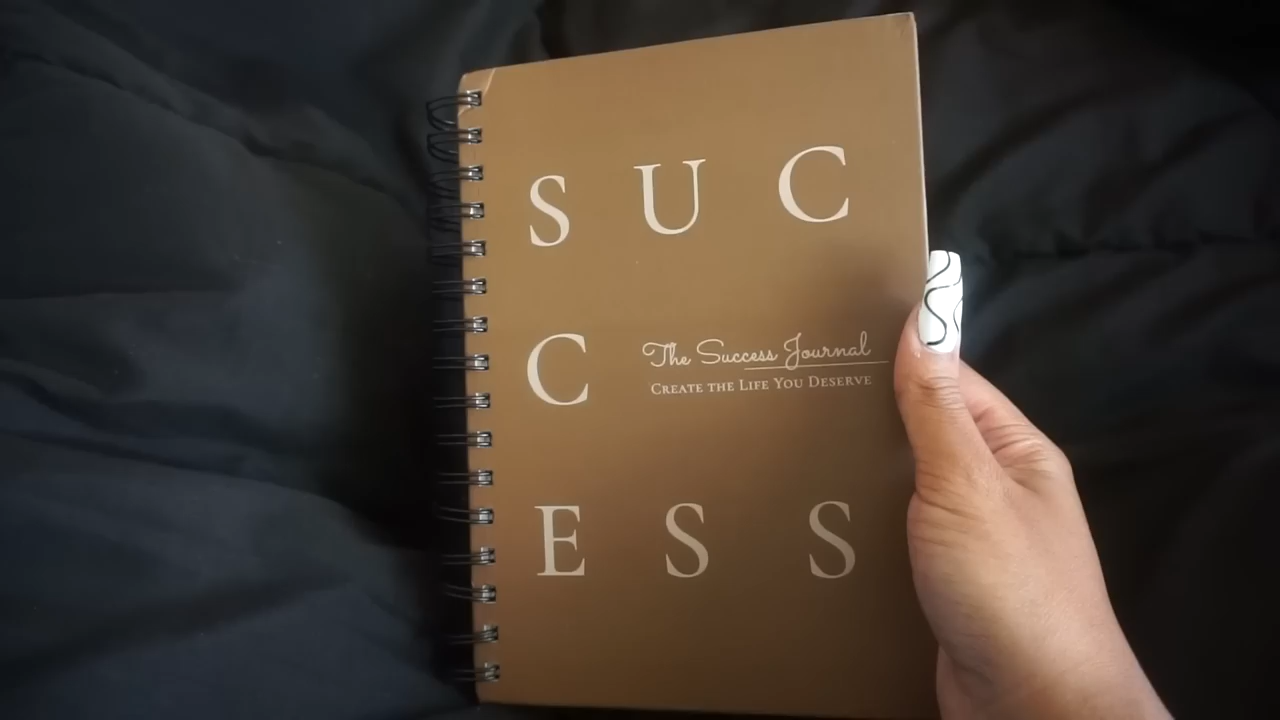 S U C
C
The Success Journal
Create the Life You Deserve
E S S